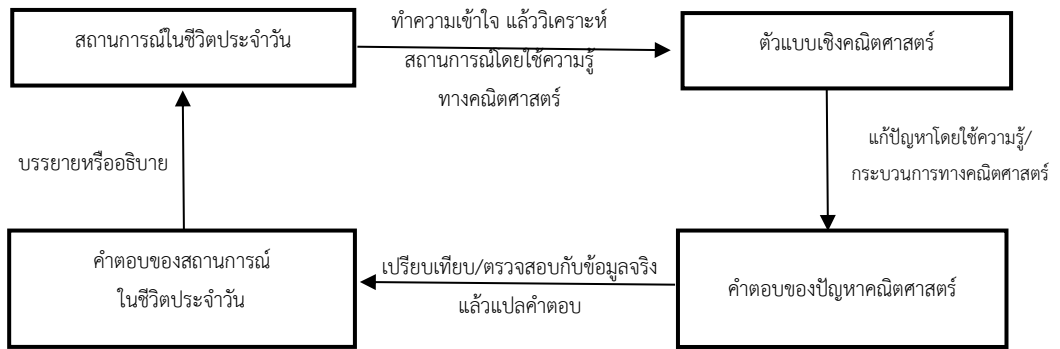 สถานการณ์ในชีวิตประจำวัน
ทำความเข้าใจ แล้ววิเคราะห์
สถานการณ์โดยใช้ความรู้
ทางคณิตศาสตร์
ตัวแบบเชิงคณิตศาสตร์
แก้ปัญหาโดยใช้ความรู้/
กระบวนการทางคณิตศาสตร์
บรรยายหรืออธิบาย
คำตอบของสถานการณ์
ในชีวิตประจำวัน
เปรียบเทียบ/ตรวจสอบกับข้อมูลจริง
แล้วแปลคำตอบ
คำตอบของปัญหาคณิตศาสตร์